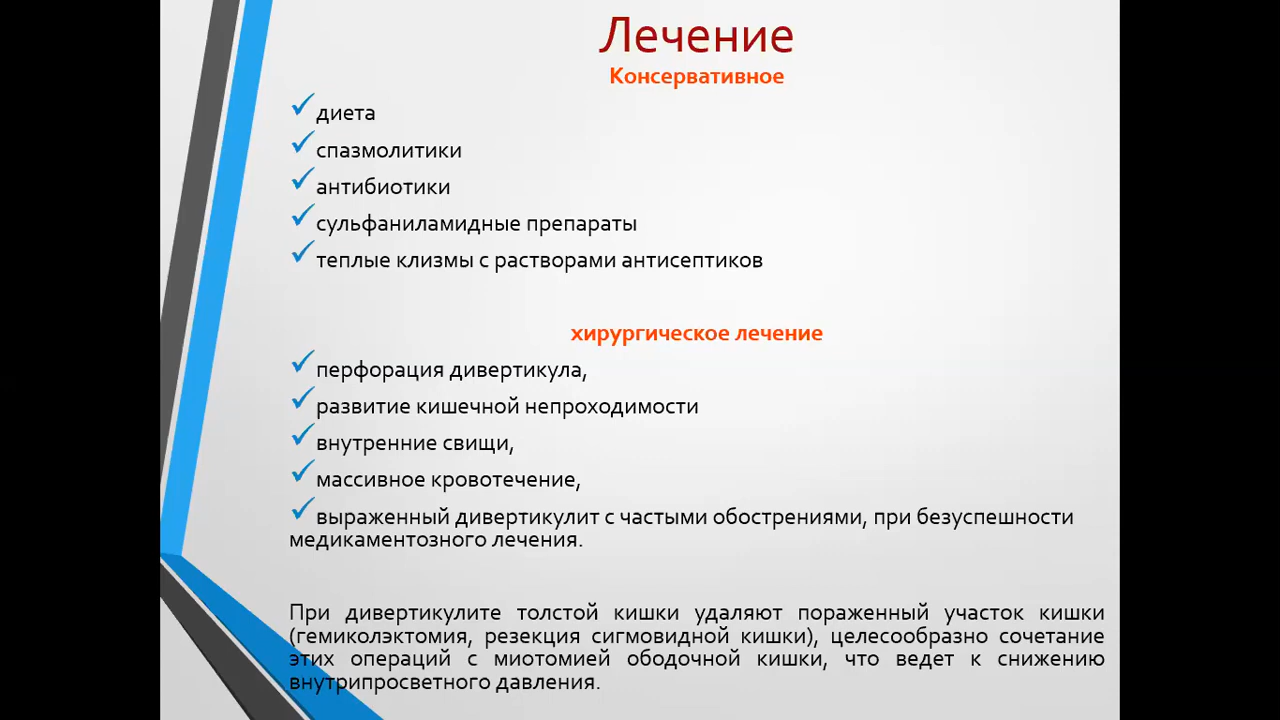 Лечение
Консервативное
диета
спазмолитики
антибиотики
сульфаниламидные препараты
теплые клизмы с растворами антисептиков
хирургическое лечение
перфорация дивертикула,
развитие кишечной непроходимости
внутренние свищи,
массивное кровотечение,
выраженный дивертикулит с частыми обострениями, при безуспешности
медикаментозного лечения.
При дивертикулите толстой кишки удаляют пораженный участок кишки
(гемиколэктомия, резекция сигмовидной кишки), целесообразно сочетание
этих операций с миотомией ободочной кишки, что ведет к снижению
внутрипросветного давления.